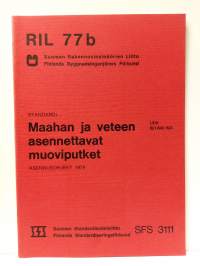 RIL 77b
Suomen Rakennusinsinöörien Liitto
Finlands Byggnadsingenjörers Förbund
STANDARDI
Maahan ja veteen
asennettavat
muoviputket
UDK
ASENNUSOHJEET
Suomen Standardisoimisliitto
Finlands Standardiseringsförbund
SFS 3111